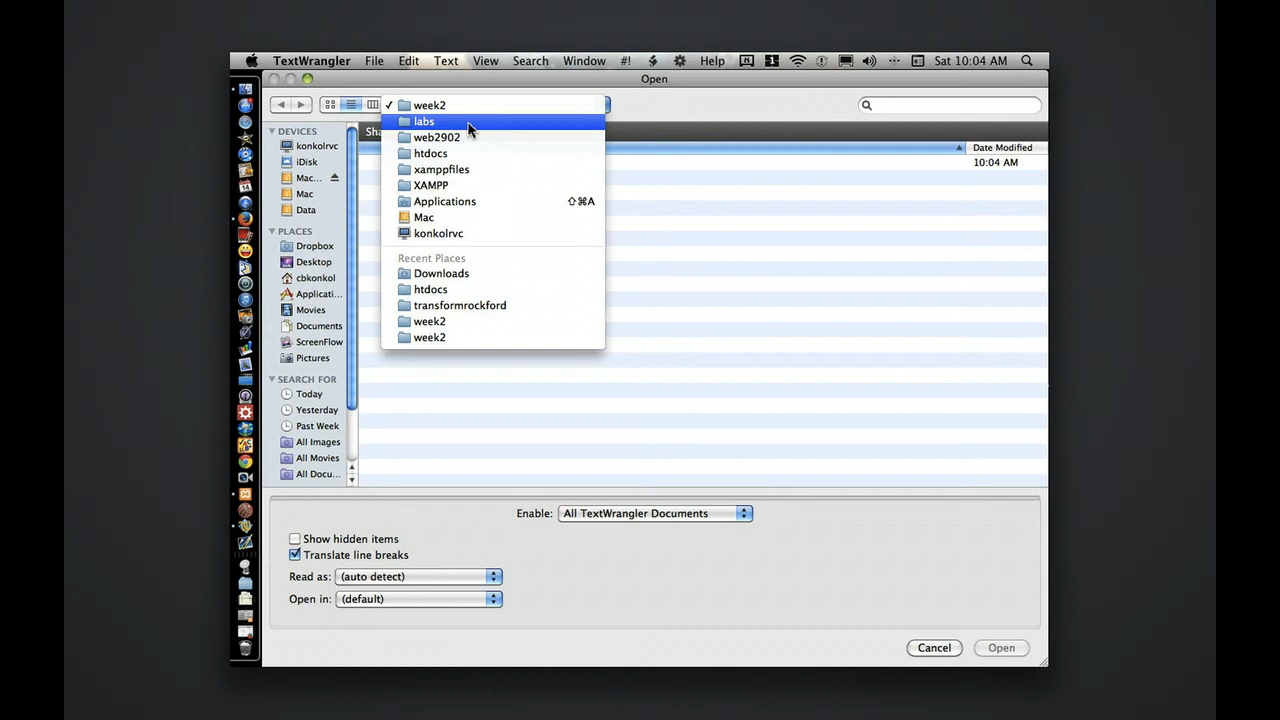 TextWrangler File Edit Text View Search Window #! Help 1 Sat 10:04 AM
Open
week2
labs
web2902
htdocs
xamppfiles
XAMPP
Applications ⇧⌘A
Mac
konkolrvc
Recent Places
Downloads
htdocs
transformrockford
week2
week2
Sha
Date Modified
10:04 AM
DEVICES
konkolrvc
iDisk
Mac...
Mac
Data
PLACES
Dropbox
Desktop
cbkonkol
Applicati...
Movies
Documents
ScreenFlow
Pictures
SEARCH FOR
Today
Yesterday
Past Week
All Images
All Movies
All Docu...
Enable: All TextWrangler Documents
Show hidden items
Translate line breaks
Read as: (auto detect)
Open in: (default)
Cancel Open